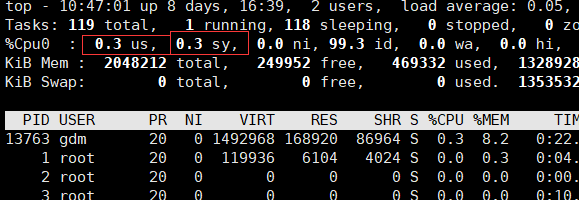 top - 10:47:01 up 8 days, 16:39,  2 users,  load average: 0.05,
Tasks: 119 total,   1 running, 118 sleeping,   0 stopped,   0 zo
%Cpu0  :  0.3 us,  0.3 sy,  0.0 ni, 99.3 id,  0.0 wa,  0.0 hi,
KiB Mem :  2048212 total,   249952 free,   469332 used,  1328928
KiB Swap:        0 total,        0 free,        0 used.  1353532
PID USER      PR  NI    VIRT    RES    SHR S %CPU %MEM     TIM
13763 gdm       20   0 1492968 168920  86964 S  0.3  8.2   0:22.
1 root      20   0  119936   6104   4024 S  0.0  0.3   0:04.
2 root      20   0       0      0      0 S  0.0  0.0   0:00.
3 root      20   0       0      0      0 S  0.0  0.0   0:10.